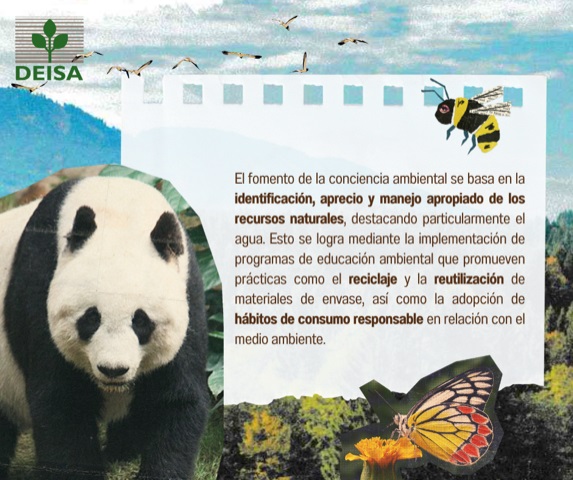 DEISA
El fomento de la conciencia ambiental se basa en la
identificación, aprecio y manejo apropiado de los
recursos naturales, destacando particularmente el
agua. Esto se logra mediante la implementación de
programas de educación ambiental que promueven
prácticas como el reciclaje y la reutilización de
materiales de envase, así como la adopción de
hábitos de consumo responsable en relación con el
medio ambiente.